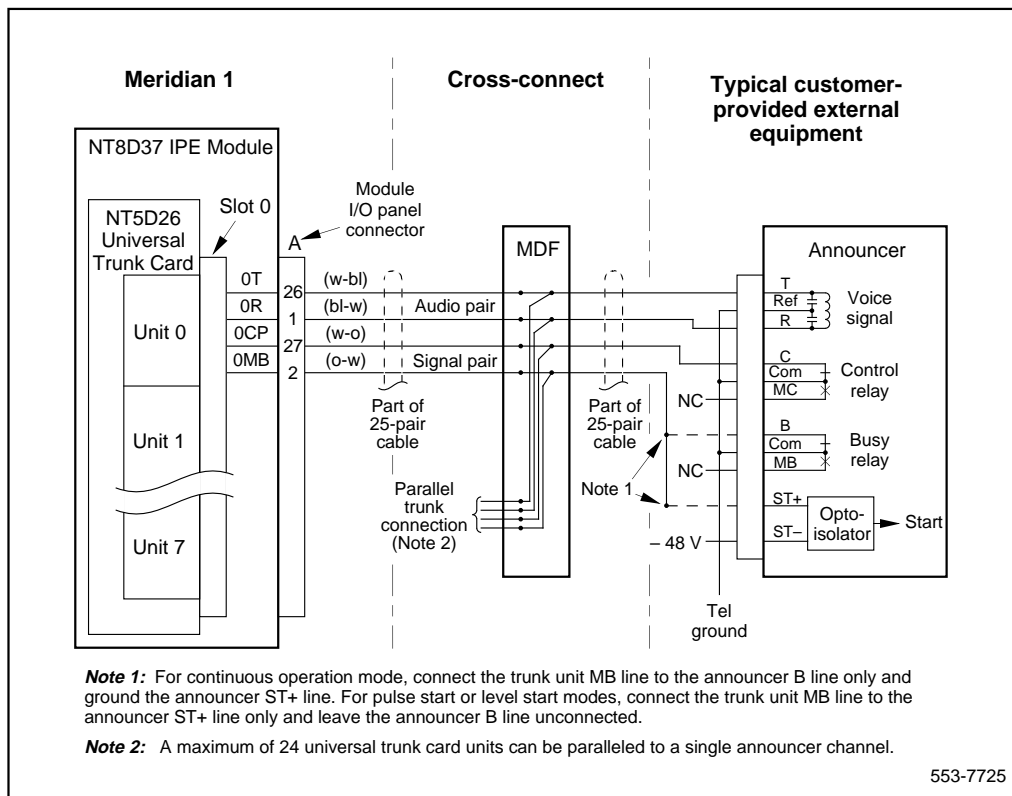 Meridian 1
Cross-connect
Typical customer-
provided external
equipment
NT8D37 IPE Module
NT5D26
Universal
Trunk Card
Slot 0
Module
I/O panel
connector
A
MDF
Announcer
Unit 0
Unit 1
Unit 7
0T
0R
0CP
0MB
26
1
27
2
(w-bl)
(bl-w)
(w-o)
(o-w)
Audio pair
Signal pair
Part of
25-pair
cable
Part of
25-pair
cable
Parallel
trunk
connection
(Note 2)
Note 1
NC
NC
– 48 V
Tel
ground
T
Ref
R
Voice
signal
C
Com
MC
Control
relay
B
Com
MB
Busy
relay
ST+
ST–
Opto-
isolator
Start
Note 1: For continuous operation mode, connect the trunk unit MB line to the announcer B line only and
ground the announcer ST+ line. For pulse start or level start modes, connect the trunk unit MB line to the
announcer ST+ line only and leave the announcer B line unconnected.
Note 2: A maximum of 24 universal trunk card units can be paralleled to a single announcer channel.
553-7725